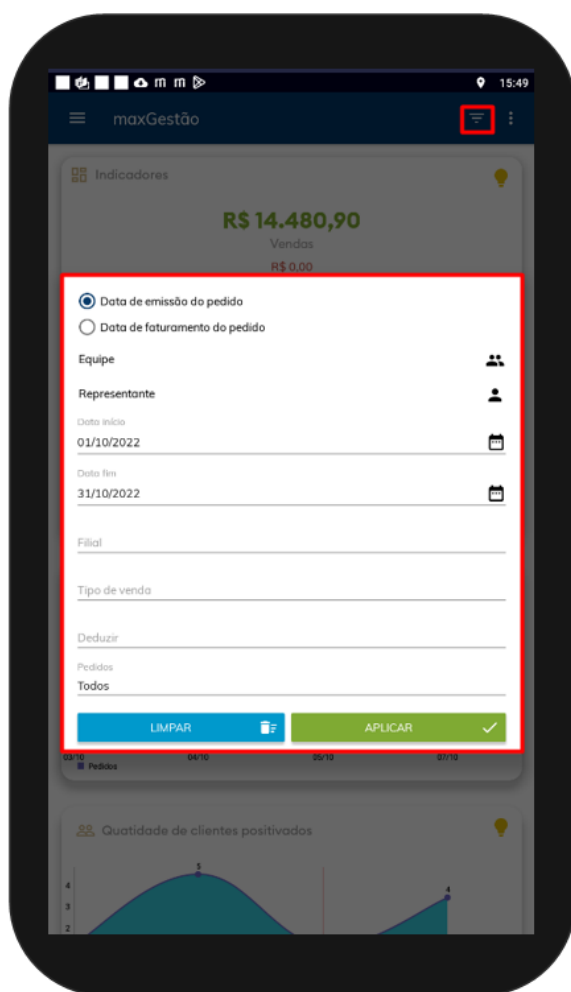 15:49
maxGestão
Indicadores
R$ 14.480,90
Vendas
R$ 0,00
Data de emissão do pedido
Data de faturamento do pedido
Equipe
Representante
Data início
01/10/2022
Data fim
31/10/2022
Filial
Tipo de venda
Deduzir
Pedidos
Todos
LIMPAR APLICAR
03/10 04/10 05/10 07/10
Pedidos
Quatidade de clientes positivados
5
4 4
3
2